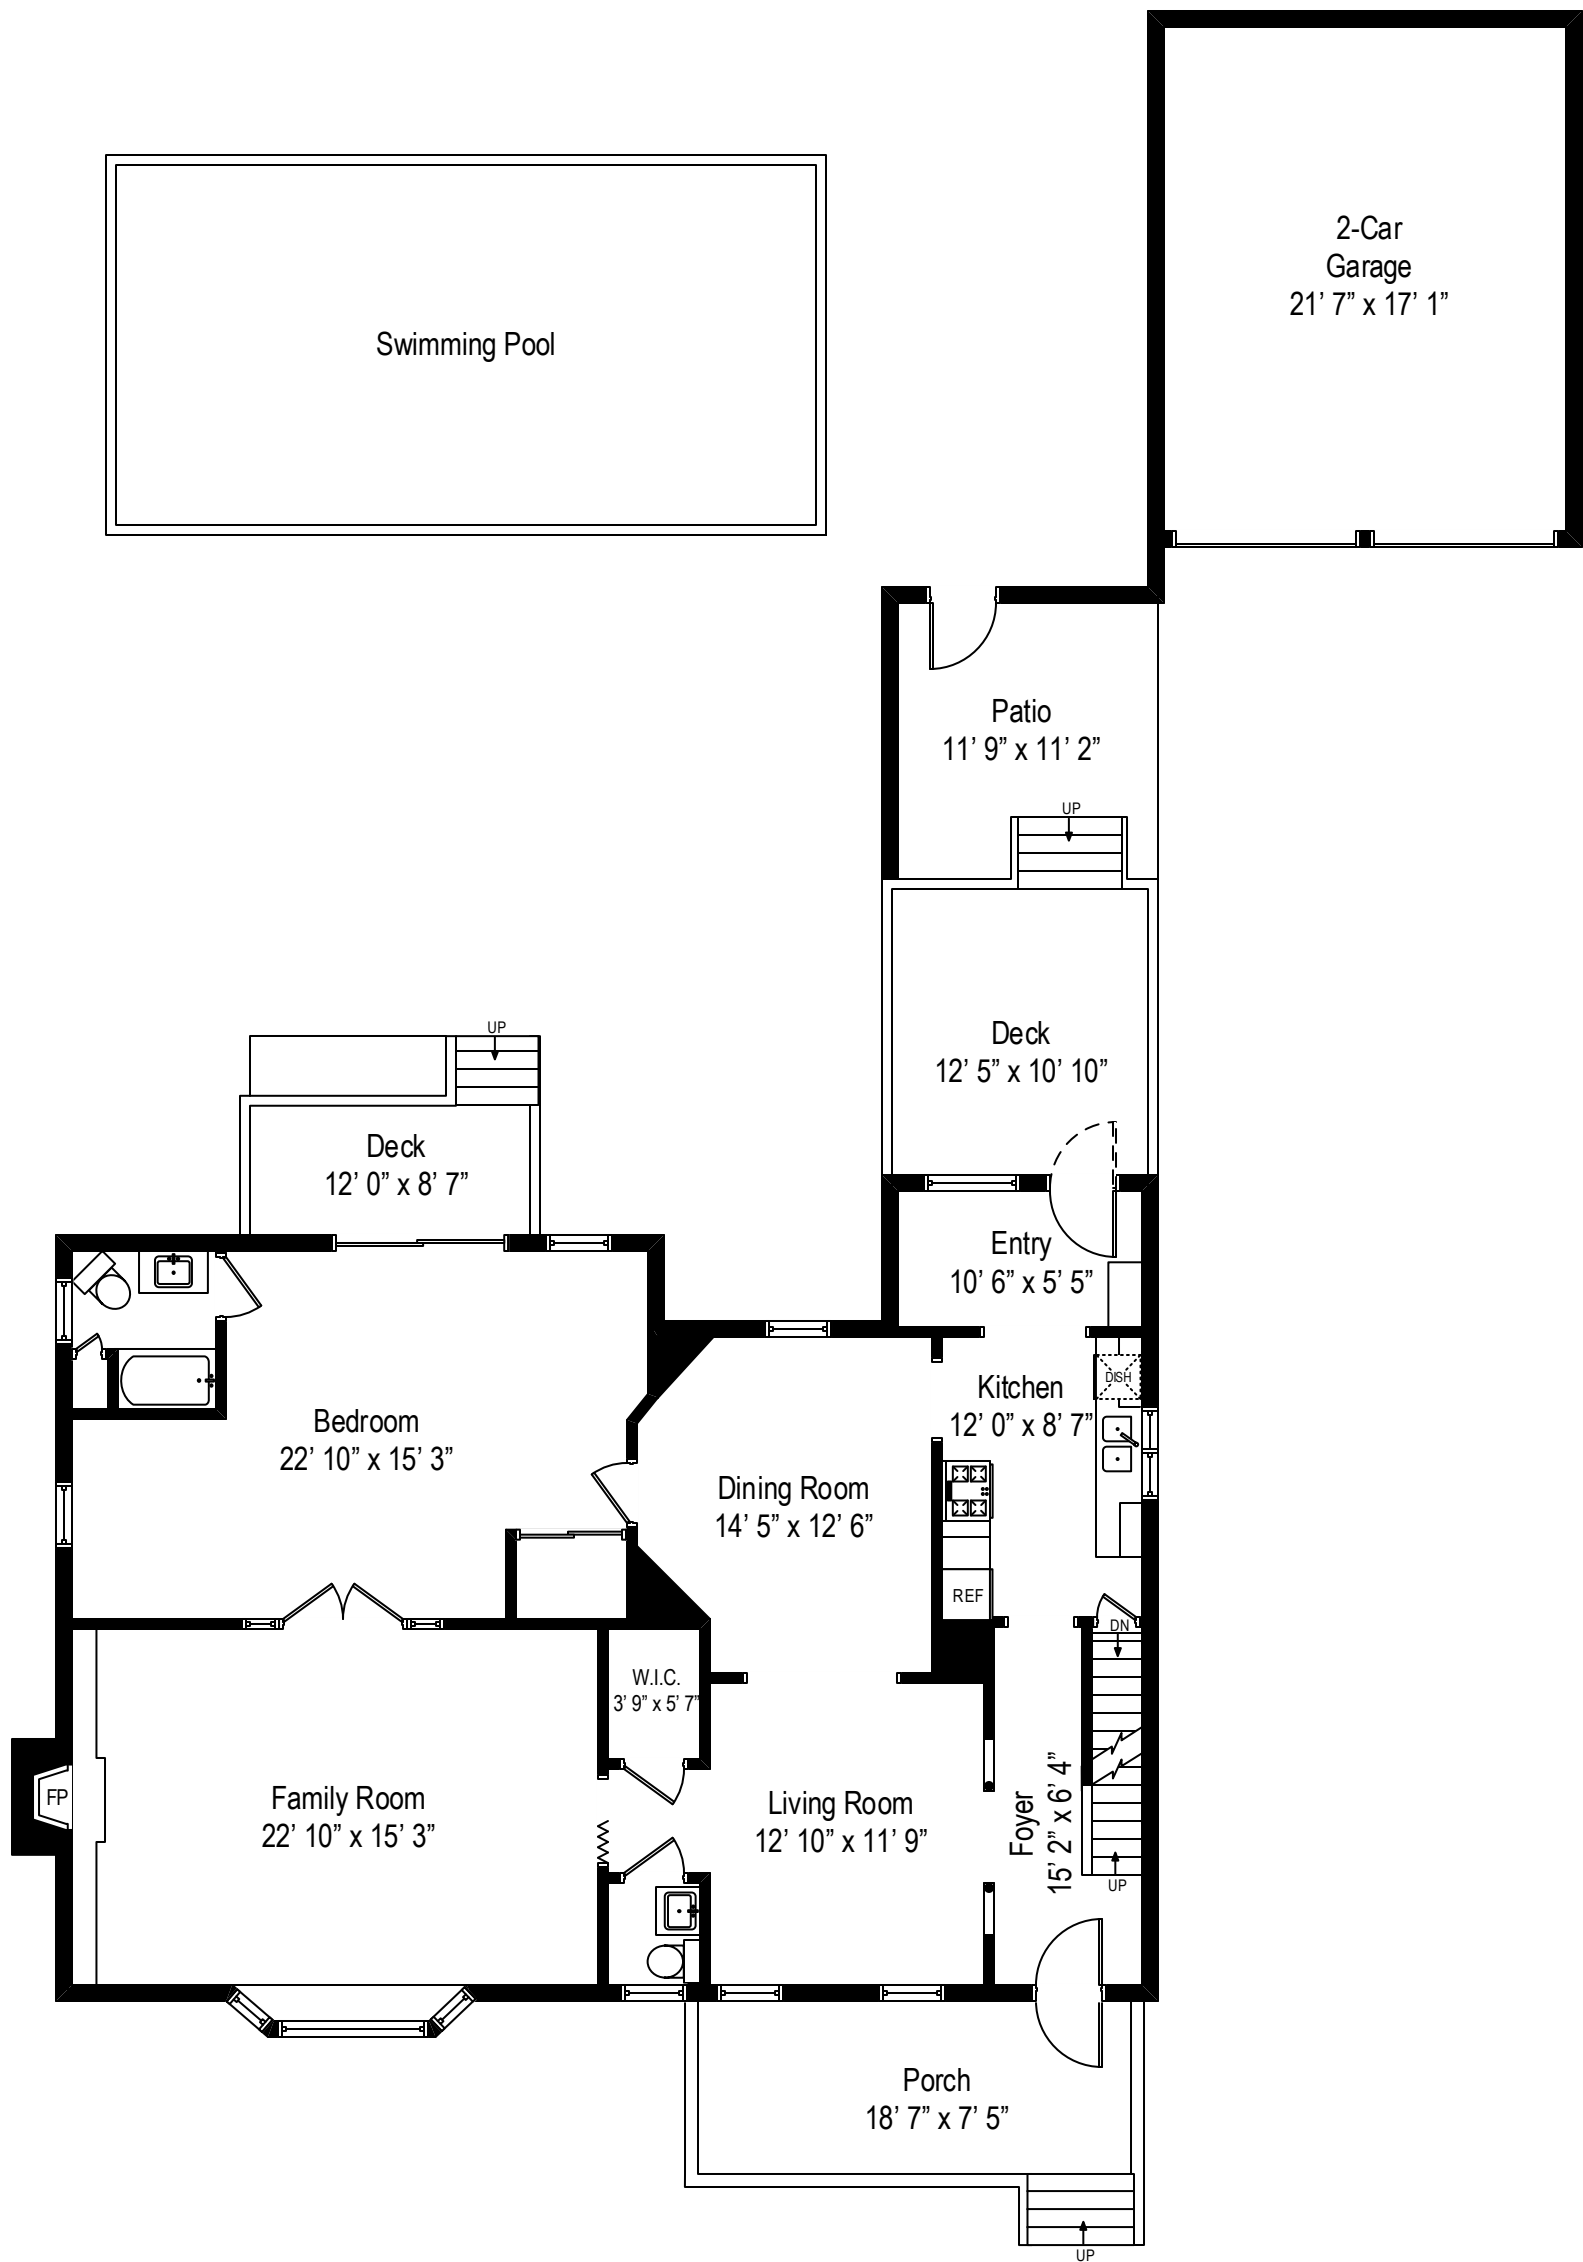 2-Car
Garage
21’ 7” x 17’ 1”
Swimming Pool
Patio
11’ 9” x 11’ 2”
UP
Deck
12’ 5” x 10’ 10”
UP
Deck
12’ 0” x 8’ 7”
Entry
10’ 6” x 5’ 5”
DISH
Kitchen
12’ 0” x 8’ 7”
Bedroom
22’ 10” x 15’ 3”
Dining Room
14’ 5” x 12’ 6”
REF
DN
W.I.C.
3’ 9” x 5’ 7”
FP
Family Room
22’ 10” x 15’ 3”
Living Room
12’ 10” x 11’ 9”
Foyer
15’ 2” x 6’ 4”
UP
Porch
18’ 7” x 7’ 5”
UP